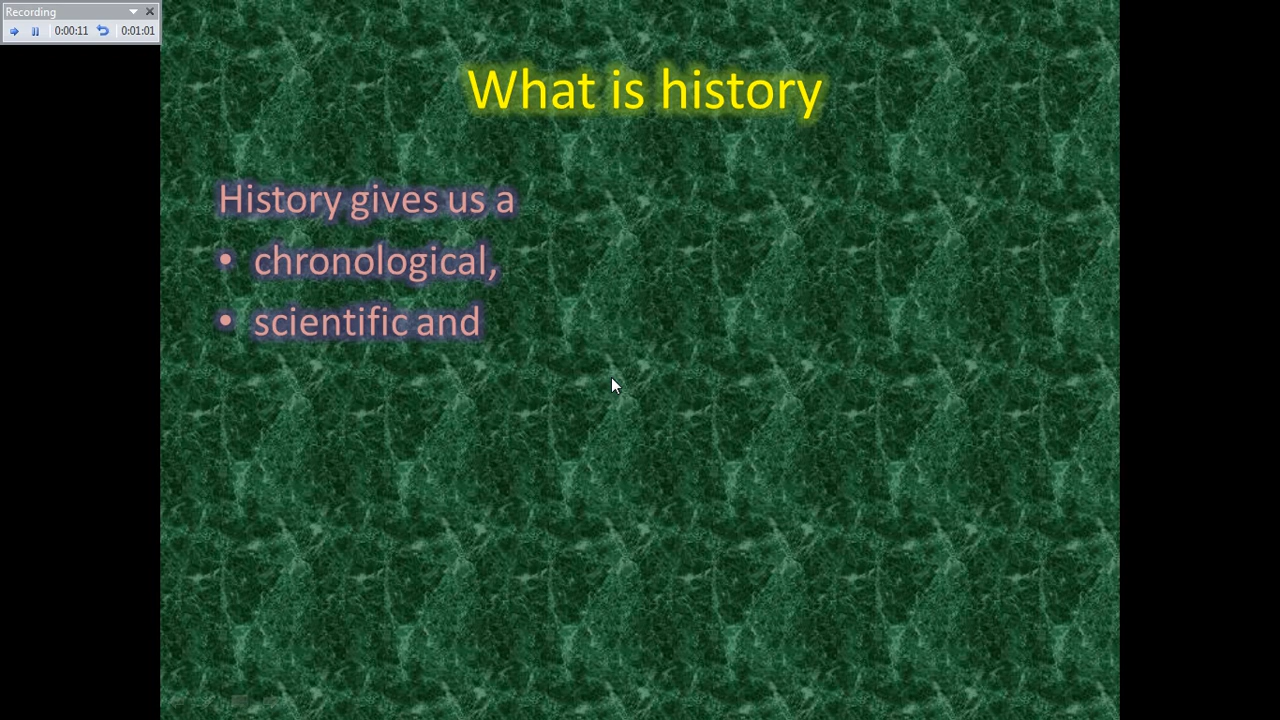 Recording
0:00:11 0:01:01
What is history
History gives us a
• chronological,
• scientific and